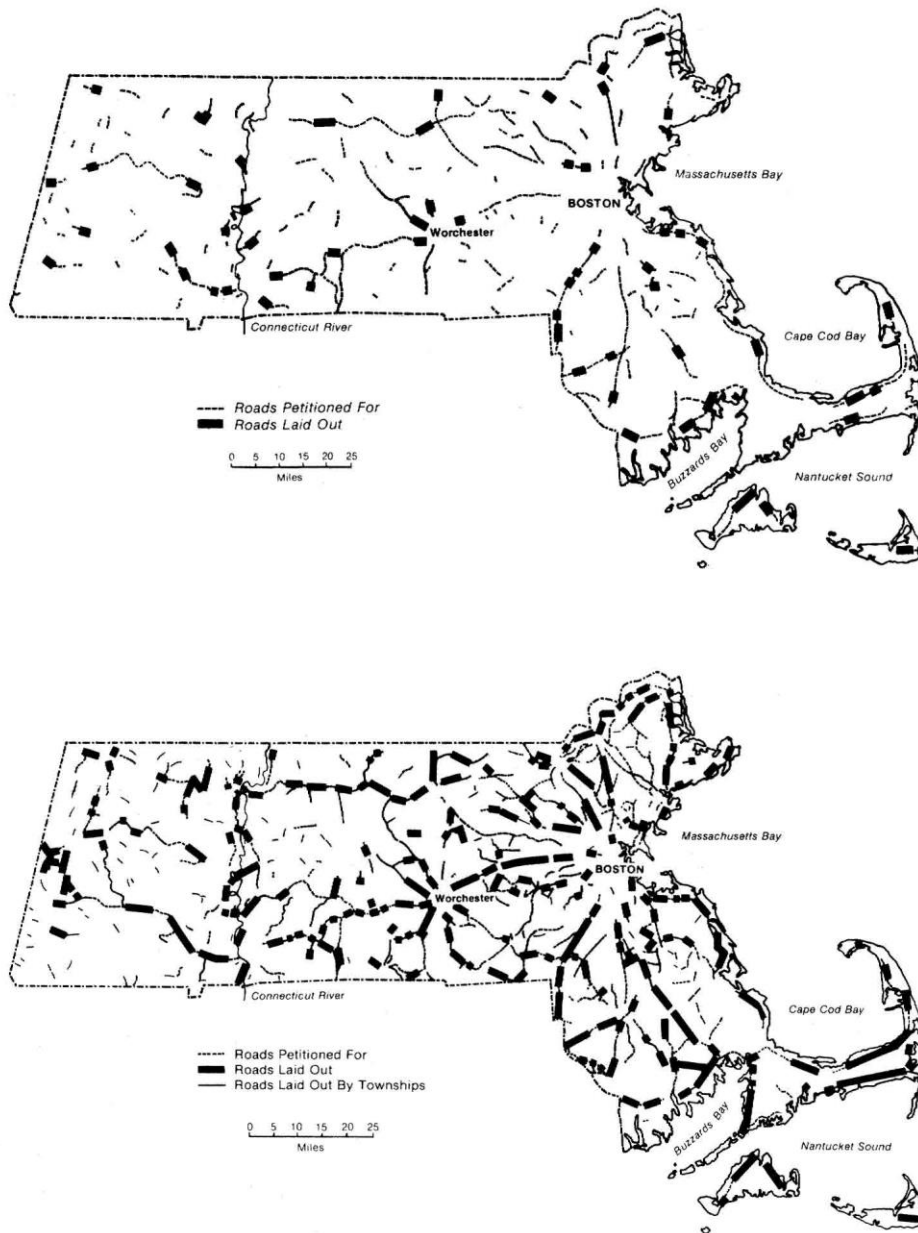 Massachusetts Bay
BOSTON
Worchester
Connecticut River
Cape Cod Bay
Roads Petitioned For
Roads Laid Out
0 5 10 15 20 25
Miles
Buzzards Bay
Nantucket Sound
Massachusetts Bay
BOSTON
Worchester
Connecticut River
Cape Cod Bay
Roads Petitioned For
Roads Laid Out
Roads Laid Out By Townships
0 5 10 15 20 25
Miles
Buzzards Bay
Nantucket Sound